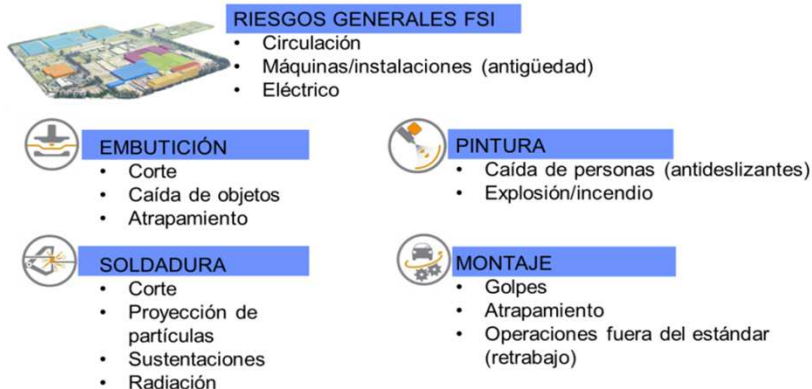 RIESGOS GENERALES FSI
• Circulación
• Máquinas/instalaciones (antigüedad)
• Eléctrico
EMBUTICIÓN
• Corte
• Caída de objetos
• Atrapamiento
PINTURA
• Caída de personas (antideslizantes)
• Explosión/incendio
SOLDADURA
• Corte
• Proyección de
partículas
• Sustentaciones
• Radiación
MONTAJE
• Golpes
• Atrapamiento
• Operaciones fuera del estándar
(retrabajo)